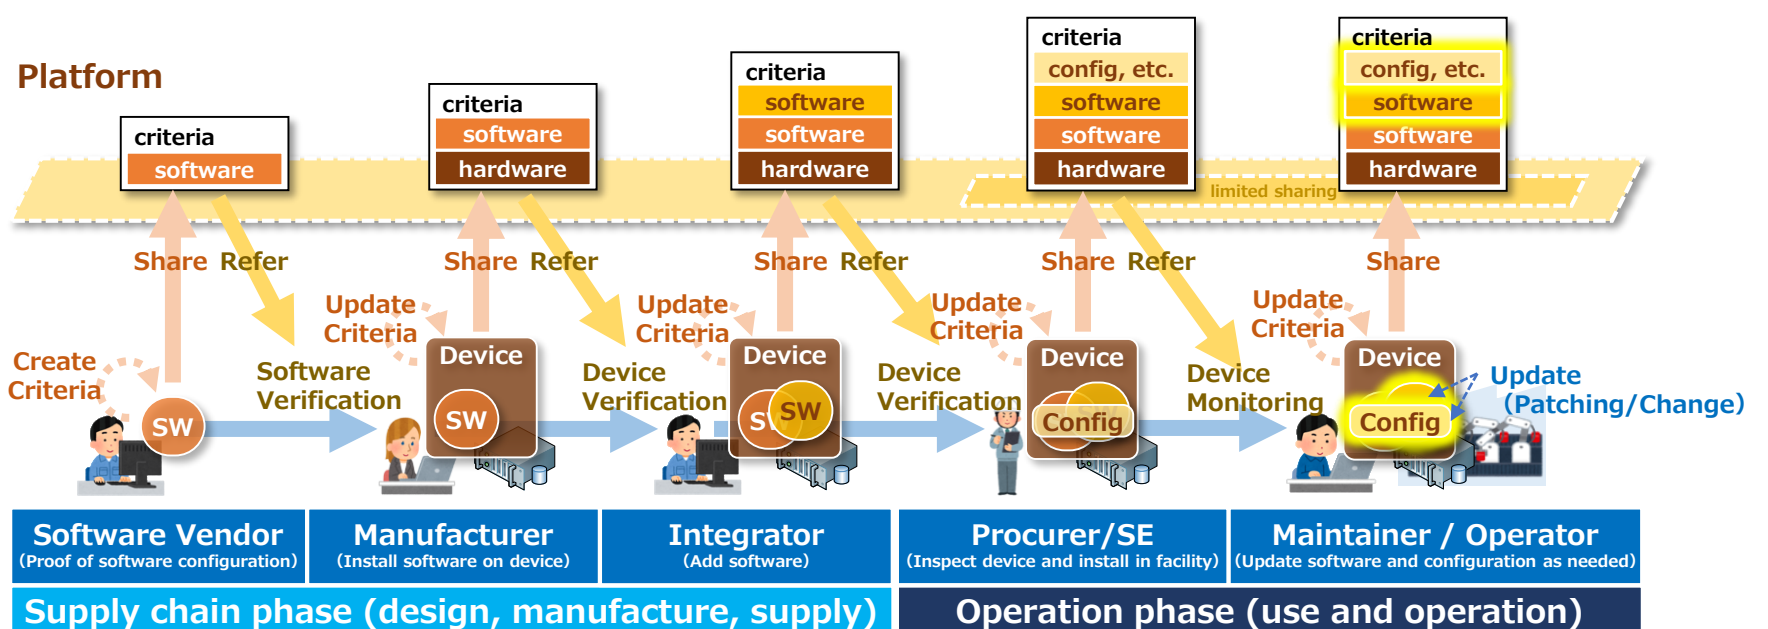 Platform
criteria
software
criteria
software
hardware
criteria
software
software
hardware
criteria
config, etc.
software
software
hardware
criteria
config, etc.
software
software
hardware
limited sharing
Share Refer
Share Refer
Share Refer
Share Refer
Share
Create
Criteria
SW
Software
Verification
Update
Criteria
Device
SW
Device
Verification
Update
Criteria
Device
SW
SW
Device
Verification
Update
Criteria
Device
Config
Device
Monitoring
Update
Criteria
Device
Config
Update
(Patching/Change)
Software Vendor
(Proof of software configuration)
Manufacturer
(Install software on device)
Integrator
(Add software)
Procurer/SE
(Inspect device and install in facility)
Maintainer / Operator
(Update software and configuration as needed)
Supply chain phase (design, manufacture, supply)
Operation phase (use and operation)